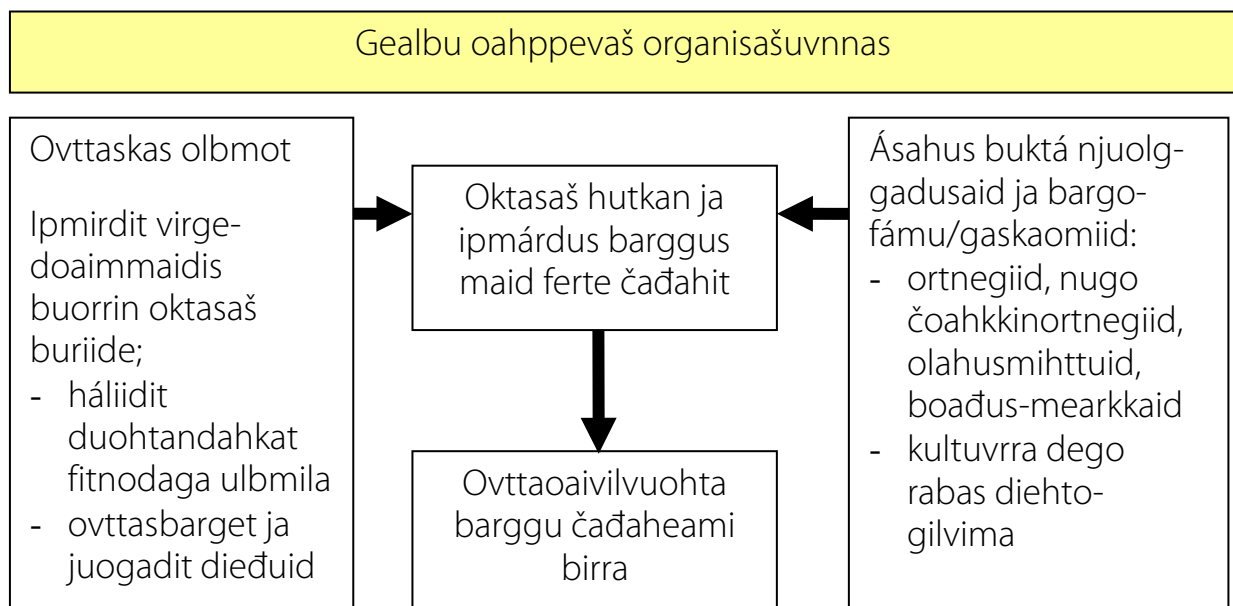 Gealbu oahppevaš organisašuvnnas
Ovttaskas olbmot
Ipmirdit virge-
doaimmaidis
buorrin oktasaš
buriide;
- háliidit
duohtandahkat
fitnodaga ulbmila
- ovttasbarget ja
juogadit dieđuid
Oktasaš hutkan ja
ipmárdus barggus
maid ferte čađahit
Ovttaoaivilvuohta
barggu čađaheami
birra
Ásahus buktá njuolg-
gadusaid ja bargo-
fámu/gaskaomiid:
- ortnegiid, nugo
čoahkkinortnegiid,
olahusmihttuid,
boađus-mearkkaid
- kultuvrra dego
rabas diehto-
gilvima